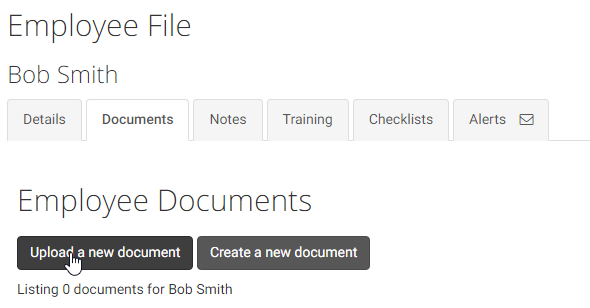 Employee File
Bob Smith
Details Documents Notes Training Checklists Alerts
Employee Documents
Upload a new document Create a new document
Listing 0 documents for Bob Smith